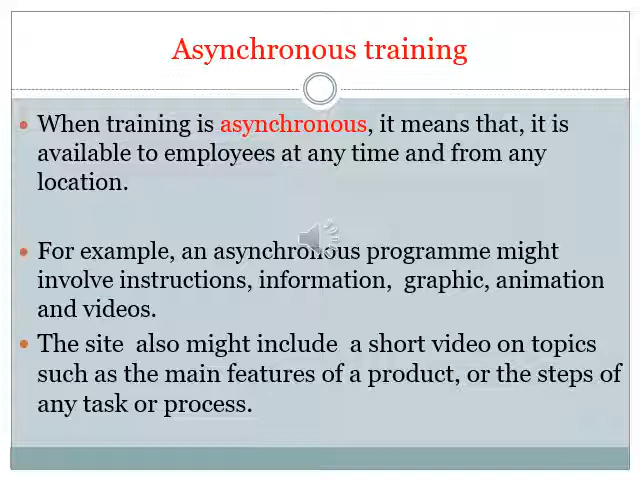 Asynchronous training
When training is asynchronous, it means that, it is
available to employees at any time and from any
location.
For example, an asynchronous programme might
involve instructions, information, graphic, animation
and videos.
The site also might include a short video on topics
such as the main features of a product, or the steps of
any task or process.